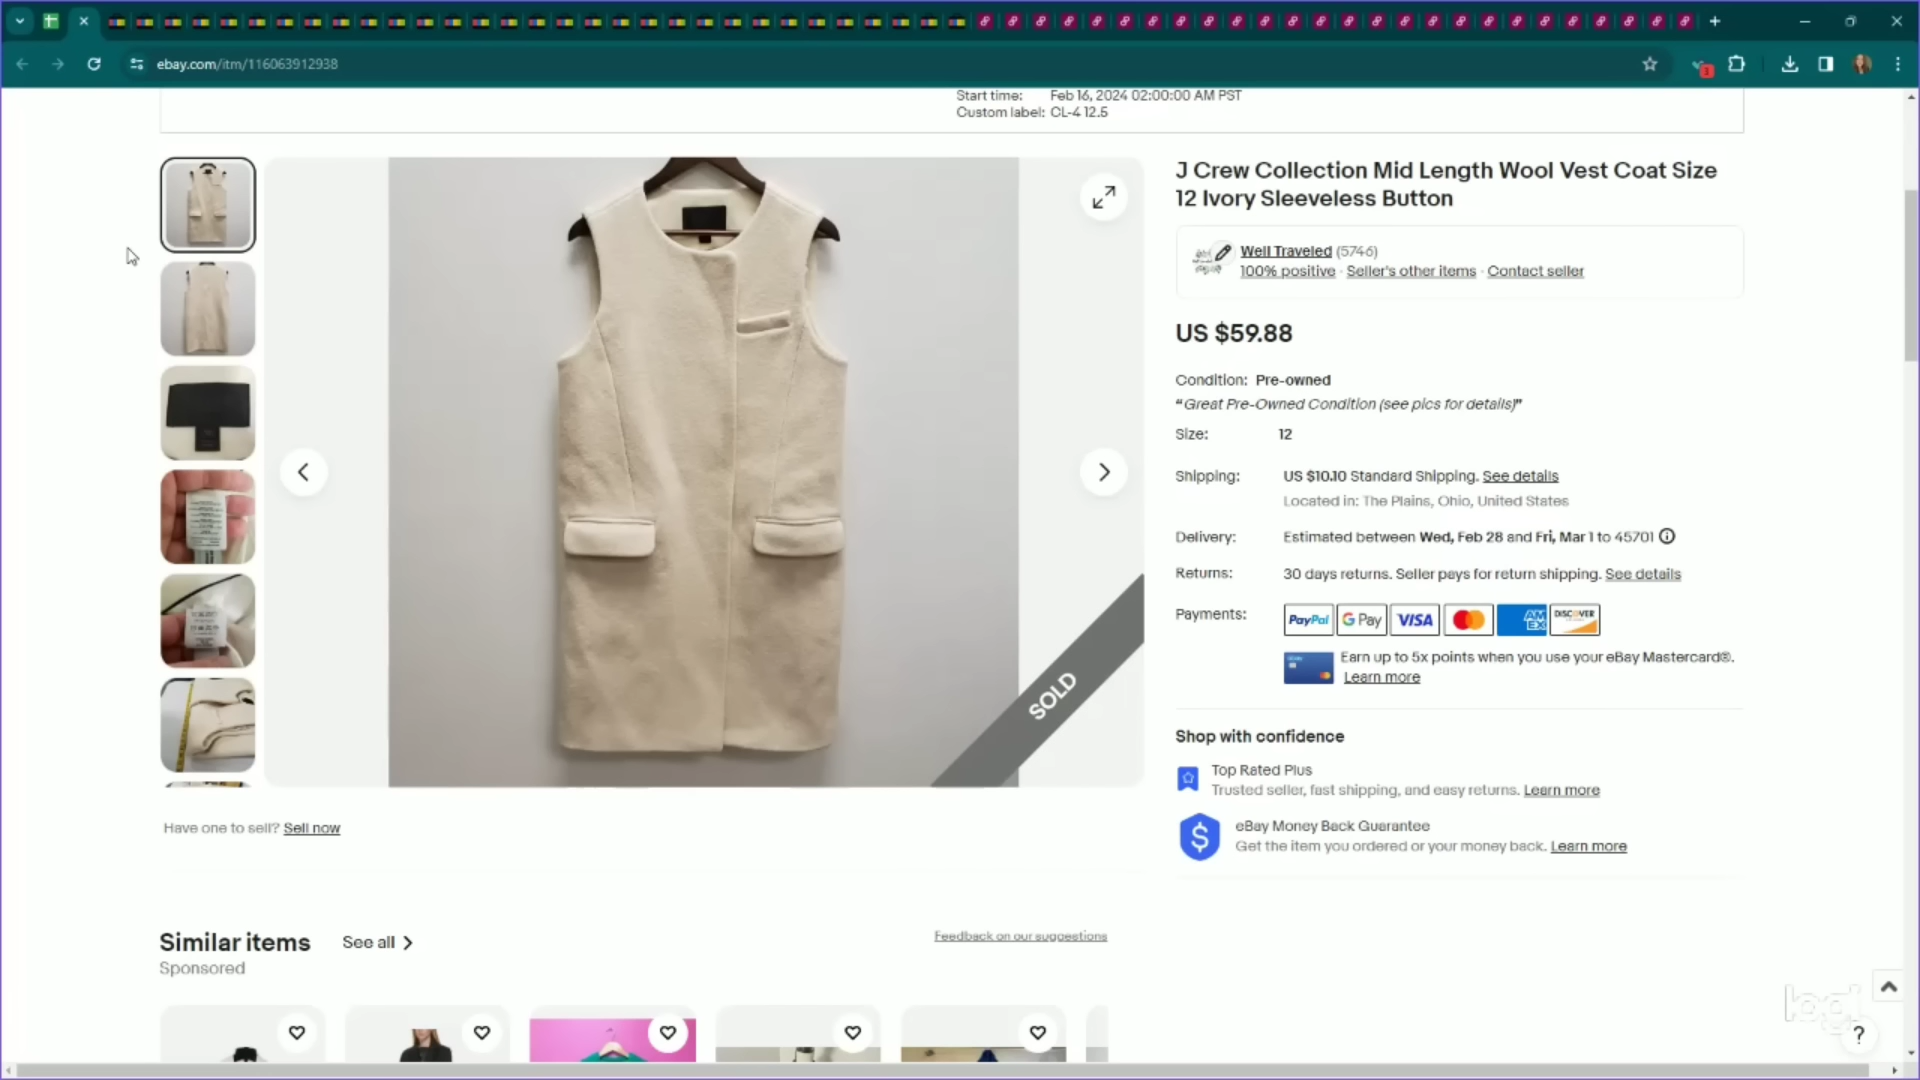 ebay.com/itm/116063912938
3
Start time: Feb 16, 2024 02:00:00 AM PST
Custom label: CL-4 12.5
J Crew Collection Mid Length Wool Vest Coat Size
12 Ivory Sleeveless Button
Well Traveled (5746)
100% positive · Seller's other items · Contact seller
US $59.88
Condition: Pre-owned
“Great Pre-Owned Condition (see pics for details)”
Size: 12
Shipping: US $10.10 Standard Shipping. See details
Located in: The Plains, Ohio, United States
Delivery: Estimated between Wed, Feb 28 and Fri, Mar 1 to 45701
Returns: 30 days returns. Seller pays for return shipping. See details
Payments: PayPal G Pay VISA AM EX DISCOVER
Earn up to 5x points when you use your eBay Mastercard®.
Learn more
SOLD
Shop with confidence
Top Rated Plus
Trusted seller, fast shipping, and easy returns. Learn more
eBay Money Back Guarantee
Get the item you ordered or your money back. Learn more
Have one to sell? Sell now
Similar items See all
Feedback on our suggestions
Sponsored
logi
?